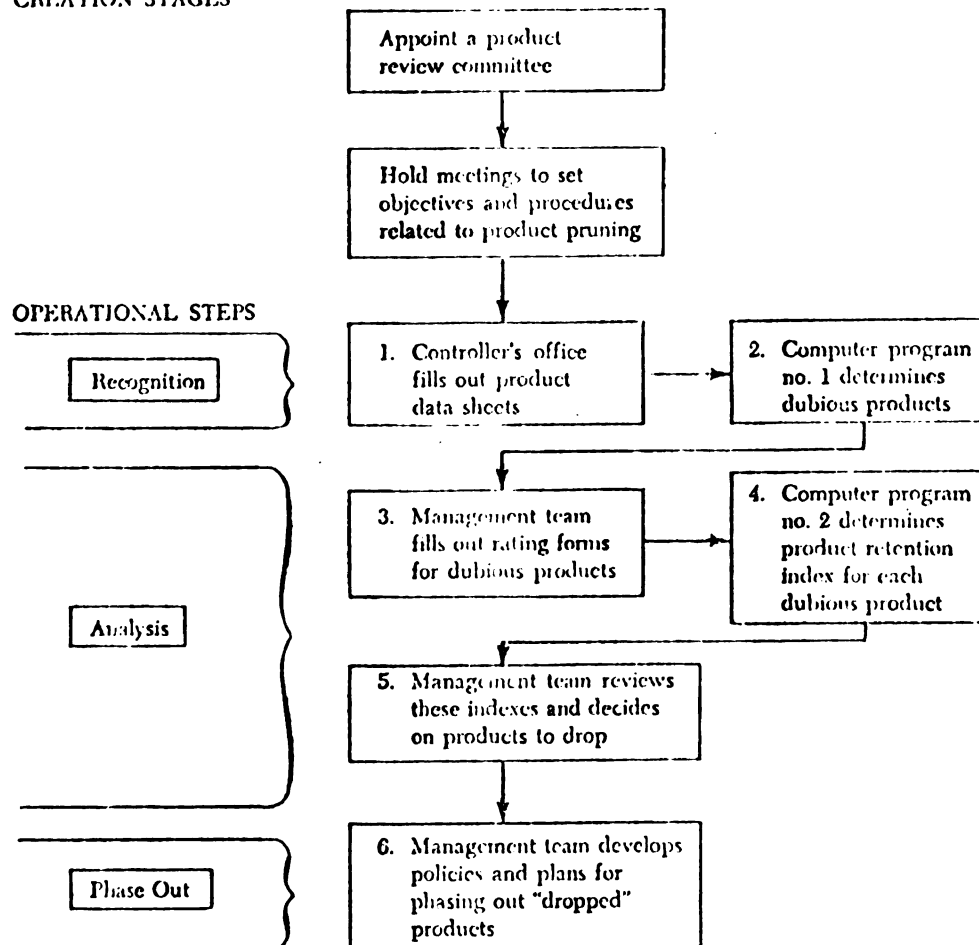 CREATION STAGES
Appoint a product
review committee
Hold meetings to set
objectives and procedures
related to product pruning
OPERATIONAL STEPS
Recognition
1. Controller's office
fills out product
data sheets
2. Computer program
no. 1 determines
dubious products
Analysis
3. Management team
fills out rating forms
for dubious products
4. Computer program
no. 2 determines
product retention
index for each
dubious product
5. Management team reviews
these indexes and decides
on products to drop
Phase Out
6. Management team develops
policies and plans for
phasing out "dropped"
products